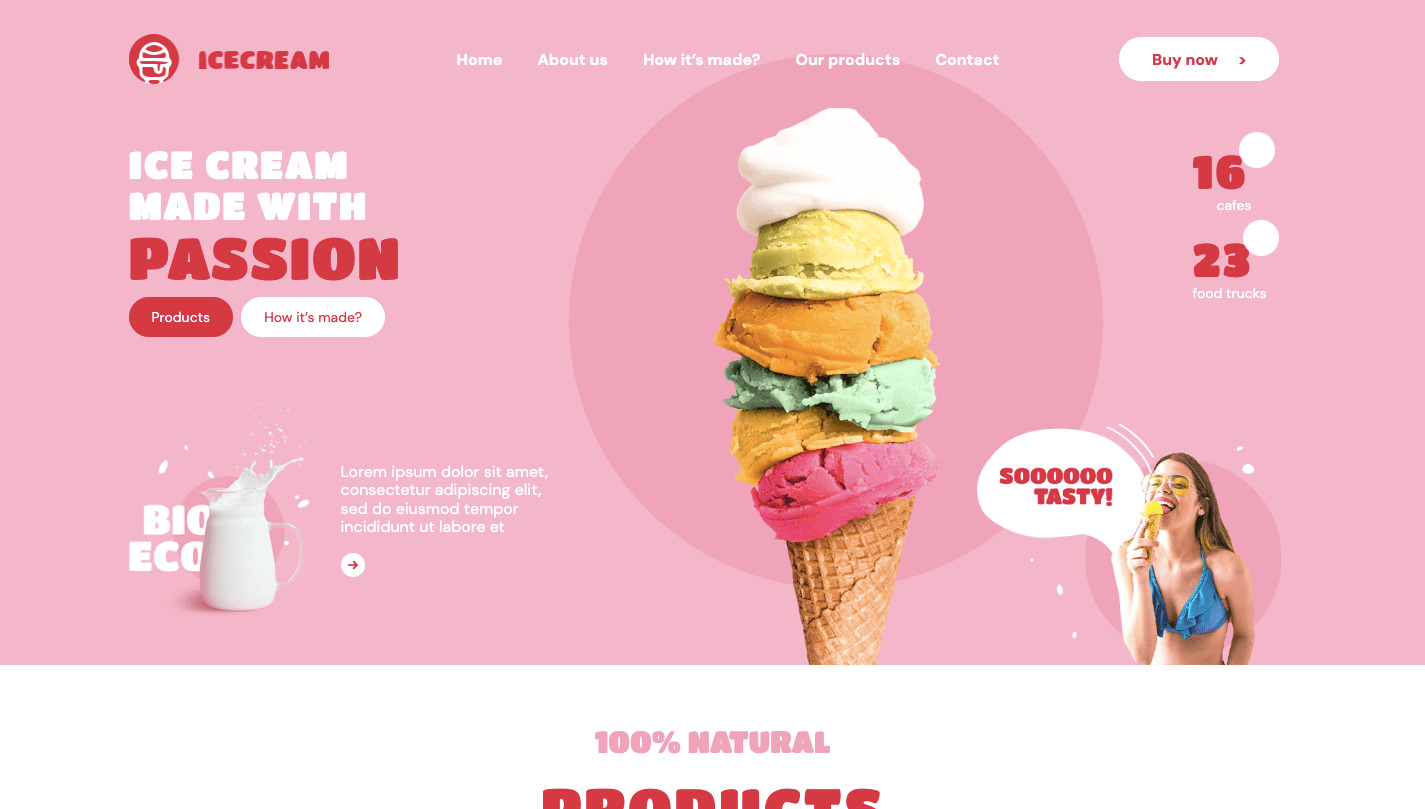 ICECREAM
Home
About us
How it's made?
Our products
Contact
Buy now >
ICE CREAM
MADE WITH
PASSION
Products
How it's made?
16
cafes
23
food trucks
BIO
ECO
Lorem ipsum dolor sit amet,
consectetur adipiscing elit,
sed do eiusmod tempor
incididunt ut labore et
SOOOOOO
TASTY!
100% NATURAL
PRODUCTS